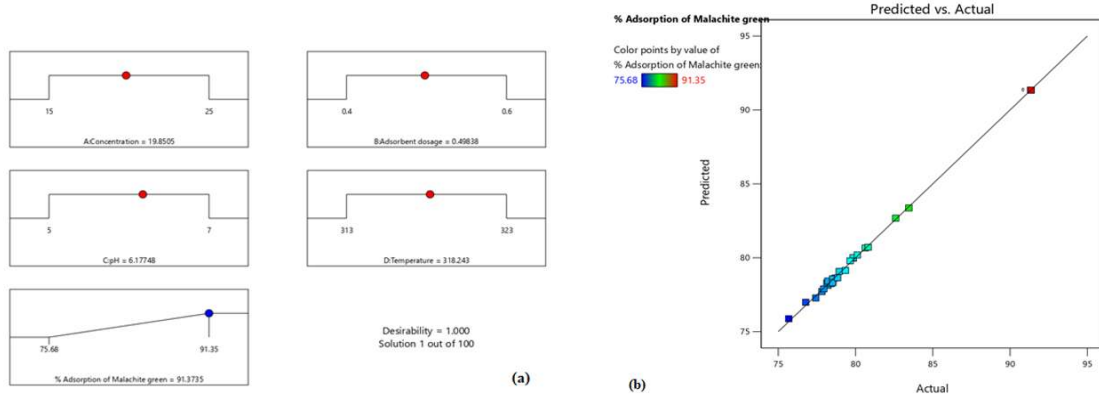 15
25
A:Concentration = 19.8505
0.4
0.6
B:Adsorbent dosage = 0.49838
5
7
C:pH = 6.17748
313
323
D:Temperature = 318.243
75.68
91.35
% Adsorption of Malachite green = 91.3735
Desirability = 1.000
Solution 1 out of 100
(a)
Predicted vs. Actual
% Adsorption of Malachite green
Color points by value of
% Adsorption of Malachite green:
75.68
91.35
95
90
85
80
75
Predicted
75
80
85
90
95
Actual
(b)